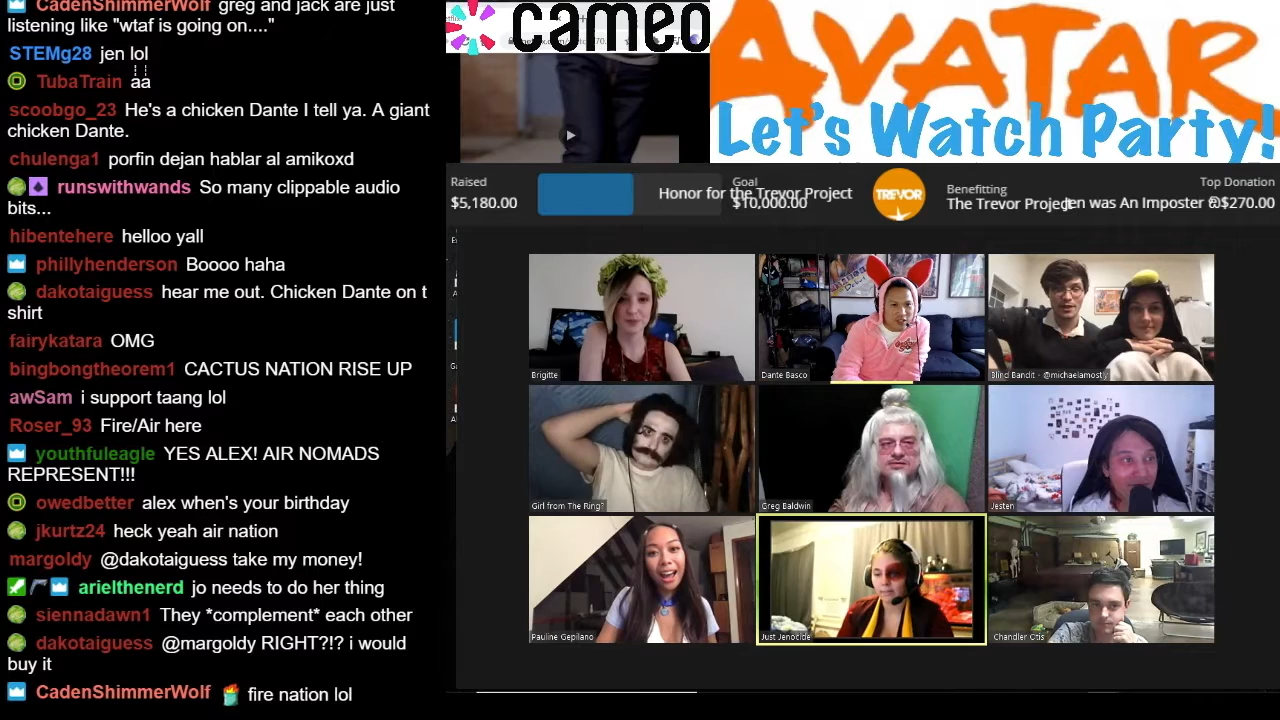 CadenShimmerWolf greg and jack are just
listening like "wtaf is going on...."
STEMg28 jen lol
TubaTrain ää
scoobgo_23 He's a chicken Dante I tell ya. A giant
chicken Dante.
chulenga1 porfin dejan hablar al amikoxd
runswithwands So many clippable audio
bits...
hibentehere helloo yall
phillyhenderson Boooo haha
dakotaiguess hear me out. Chicken Dante on t
shirt
fairykatara OMG
bingbongtheorem1 CACTUS NATION RISE UP
awSam i support taang lol
Roser_93 Fire/Air here
youthfuleagle YES ALEX! AIR NOMADS
REPRESENT!!!
owedbetter alex when's your birthday
jkurtz24 heck yeah air nation
margoldy @dakotaiguess take my money!
arielthenerd jo needs to do her thing
siennadawn1 They *complement* each other
dakotaiguess @margoldy RIGHT?!? i would
buy it
CadenShimmerWolf fire nation lol
cameo
AVATAR
Let's Watch Party!
Raised
$5,180.00
Honor for the Trevor Project
Goal
$10,000.00
TREVOR
Benefitting
The Trevor Project
Top Donation
Jen was An Imposter
$270.00
Brigitte
Dante Basco
Blind Bandit - @michaelamostly
Girl from The Ring?
Greg Baldwin
Jesten
Pauline Gepilano
Just Jenocide
Chandler Otis